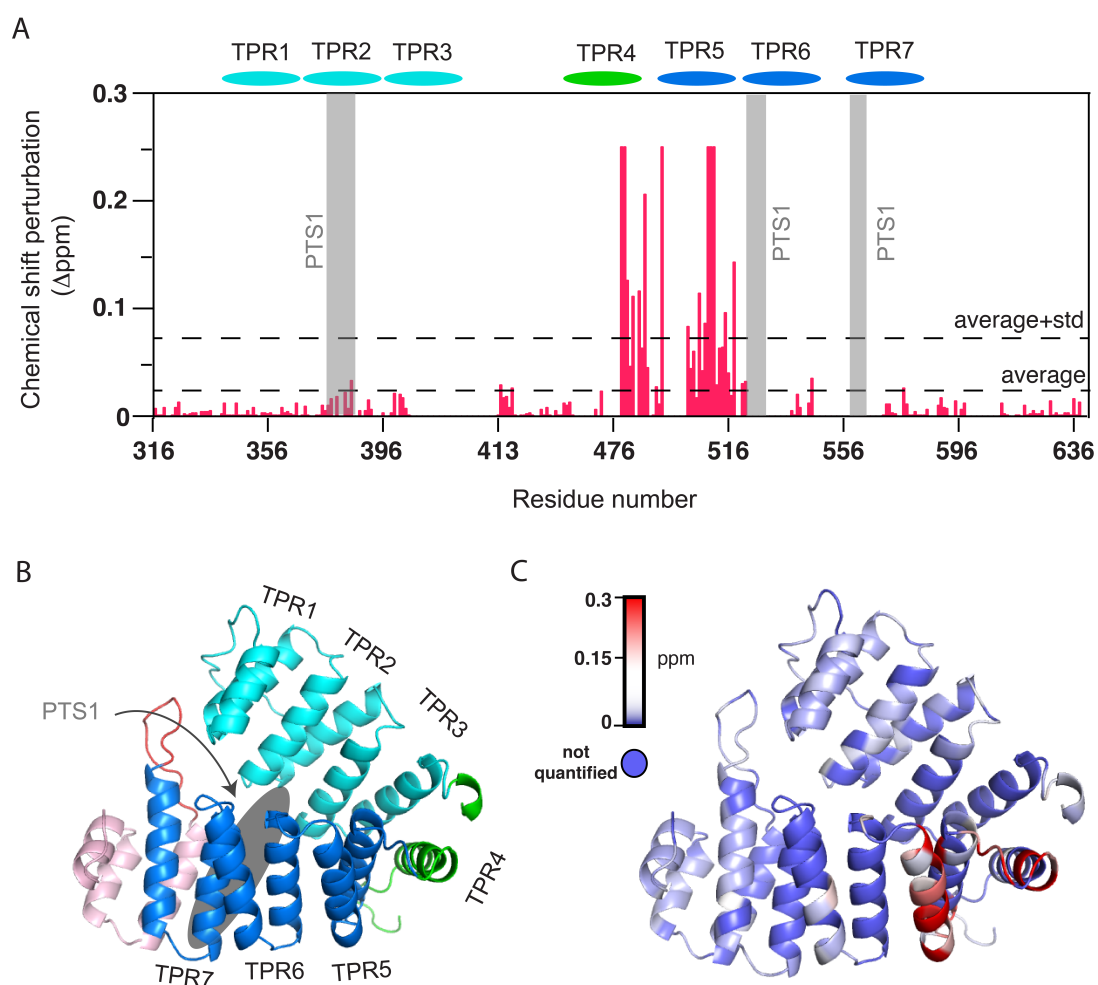 A
TPR1 TPR2 TPR3 TPR4 TPR5 TPR6 TPR7
Chemical shift perturbation
(Δppm)
0.3
0.2
0.1
0
PTS1
PTS1
PTS1
average+std
average
316 356 396 413 476 516 556 596 636
Residue number
B
TPR1
TPR2
TPR3
PTS1
TPR4
TPR7 TPR6 TPR5
C
0.3
0.15
0
ppm
not
quantified